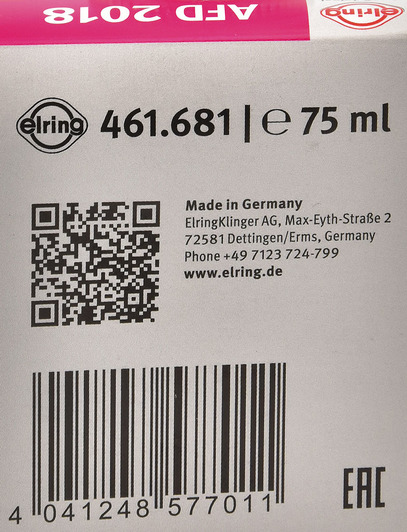 AFD 2018
elring
elring 461.681 | ℮ 75 ml
Made in Germany
ElringKlinger AG, Max-Eyth-Straße 2
72581 Dettingen/Erms, Germany
Phone +49 7123 724-799
www.elring.de
4 041248 577011
EAC